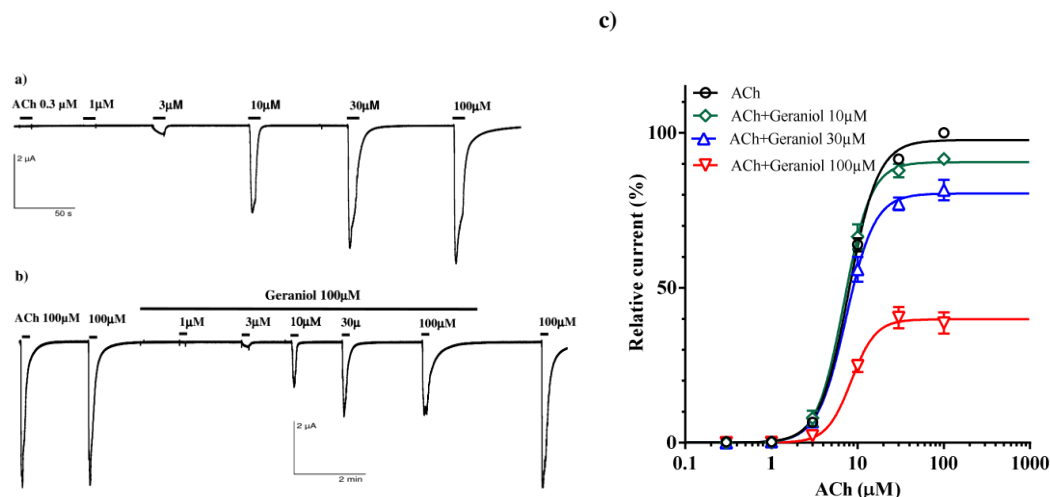 c)
a)
ACh 0.3 μM 1μM 3μM 10μM 30μM 100μM
2 μA
50 s
b)
Geraniol 100μM
ACh 100μM 100μM 1μM 3μM 10μM 30μ 100μM 100μM
2 μA
2 min
ACh
ACh+Geraniol 10μM
ACh+Geraniol 30μM
ACh+Geraniol 100μM
Relative current (%)
100
50
0
0.1 1 10 100 1000
ACh (μM)